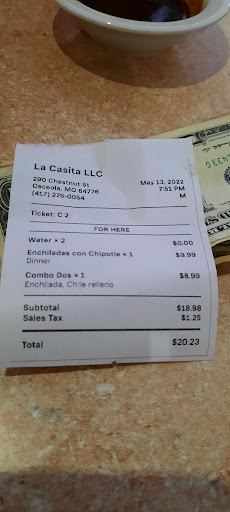 La Casita LLC
290 Chestnut St
Osceola, MO 64776
(417) 275-0054
May 13, 2022
7:51 PM
M
Ticket: C 2
FOR HERE
Water × 2 $0.00
Enchiladas con Chipotle × 1 $9.99
Dinner
Combo Dos × 1 $8.99
Enchilada, Chile relleno
Subtotal $18.98
Sales Tax $1.25
Total $20.23